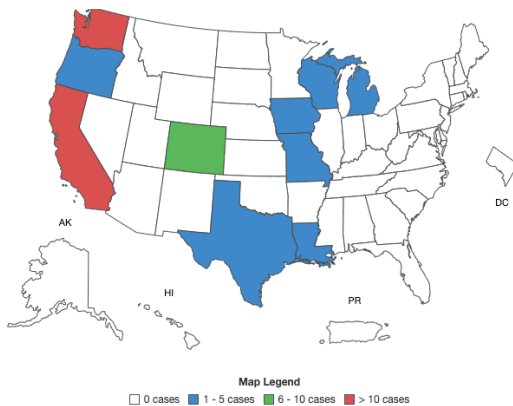 DC
AK
HI
PR
Map Legend
0 cases 1 - 5 cases 6 - 10 cases > 10 cases